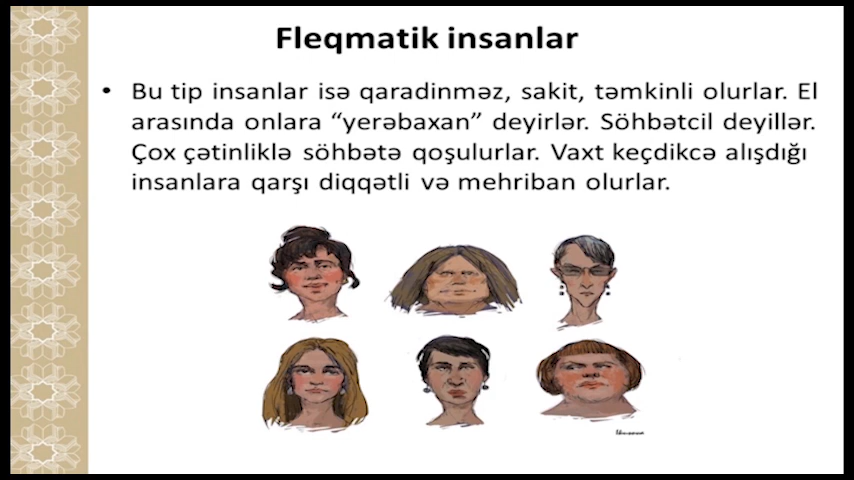 Fleqmatik insanlar
• Bu tip insanlar isə qaradinməz, sakit, təmkinli olurlar. El
arasında onlara “yerəbaxan” deyirlər. Söhbətcil deyillər.
Çox çətinliklə söhbətə qoşulurlar. Vaxt keçdikcə alışdığı
insanlara qarşı diqqətli və mehriban olurlar.